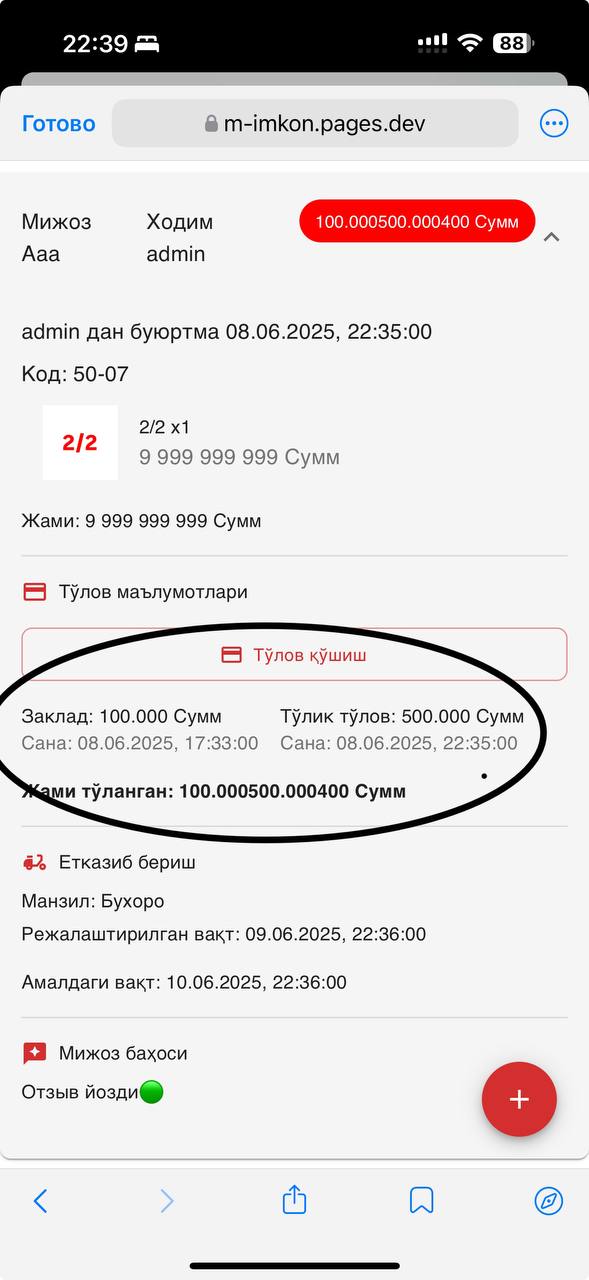 22:39
88
Готово
m-imkon.pages.dev
Мижоз
Ааа
Ходим
admin
100.000500.000400 Сумм
admin дан буюртма 08.06.2025, 22:35:00
Код: 50-07
2/2
2/2 x1
9 999 999 999 Сумм
Жами: 9 999 999 999 Сумм
Тўлов маълумотлари
Тўлов қўшиш
Заклад: 100.000 Сумм
Сана: 08.06.2025, 17:33:00
Тўлик тўлов: 500.000 Сумм
Сана: 08.06.2025, 22:35:00
Жами тўланган: 100.000500.000400 Сумм
Етказиб бериш
Манзил: Бухоро
Режалаштирилган вақт: 09.06.2025, 22:36:00
Амалдаги вақт: 10.06.2025, 22:36:00
Мижоз баҳоси
Отзыв йозди